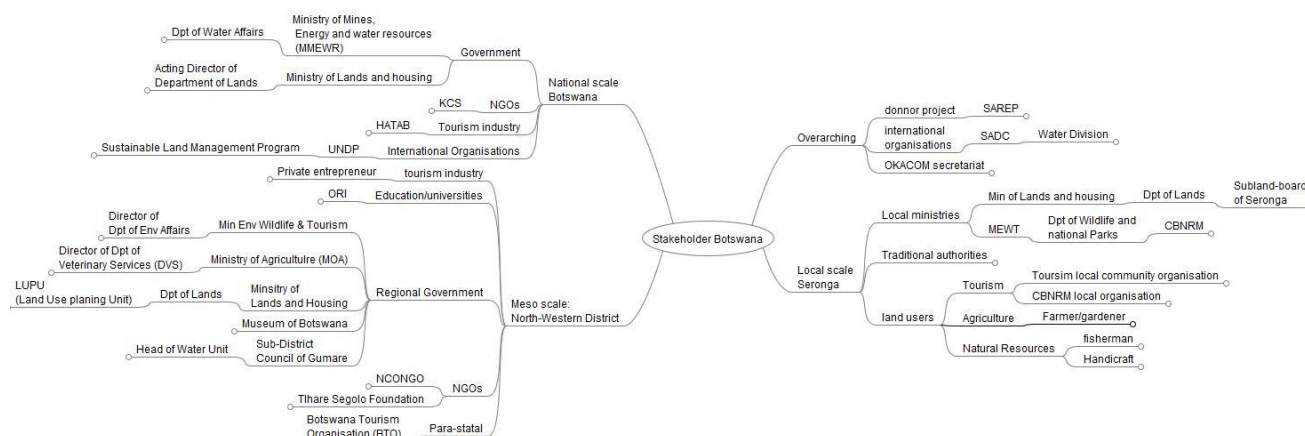 Stakeholder Botswana
National scale
Botswana
Government
Ministry of Mines,
Energy and water resources
(MMEWR)
Dpt of Water Affairs
Ministry of Lands and housing
Acting Director of
Department of Lands
NGOs
KCS
Tourism industry
HATAB
International Organisations
UNDP
Sustainable Land Management Program
Meso scale:
North-Western District
tourism industry
Private entrepreneur
Education/universities
ORI
Regional Government
Min Env Wildlife & Tourism
Director of
Dpt of Env Affairs
Ministry of Agriculutre (MOA)
Director of Dpt of
Veterinary Services (DVS)
Minsitry of
Lands and Housing
Dpt of Lands
LUPU
(Land Use planing Unit)
Museum of Botswana
Sub-District
Council of Gumare
Head of Water Unit
NGOs
NCONGO
Tlhare Segolo Foundation
Para-statal
Botswana Tourism
Organisation (BTO)
Overarching
donnor project
SAREP
international
organisations
SADC
Water Division
OKACOM secretariat
Local scale
Seronga
Local ministries
Min of Lands and housing
Dpt of Lands
Subland-board
of Seronga
MEWT
Dpt of Wildlife and
national Parks
CBNRM
Traditional authorities
land users
Tourism
Toursim local community organisation
CBNRM local organisation
Agriculture
Farmer/gardener
Natural Resources
fisherman
Handicraft